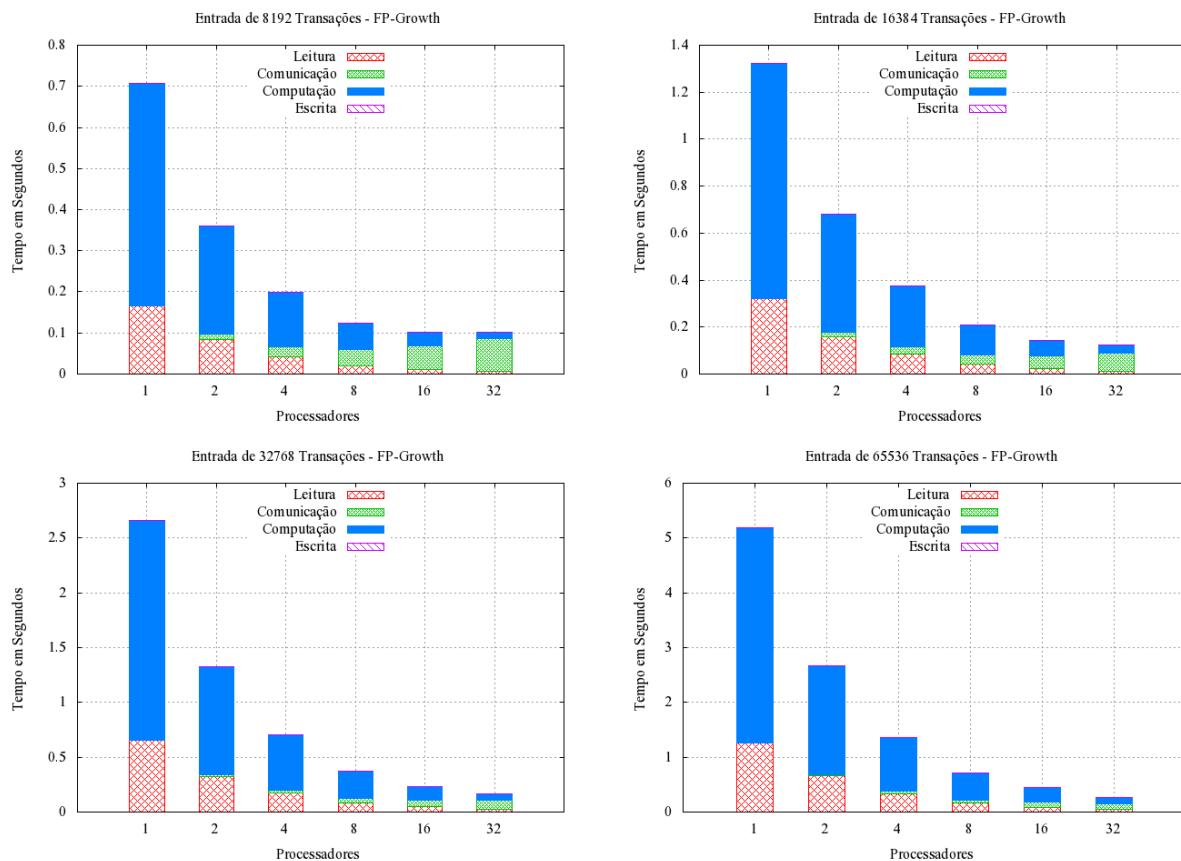 Entrada de 8192 Transações - FP-Growth
0.8
0.7
0.6
0.5
0.4
0.3
0.2
0.1
0
Tempo em Segundos
Leitura
Comunicação
Computação
Escrita
1 2 4 8 16 32
Processadores
Entrada de 16384 Transações - FP-Growth
1.4
1.2
1
0.8
0.6
0.4
0.2
0
Tempo em Segundos
Leitura
Comunicação
Computação
Escrita
1 2 4 8 16 32
Processadores
Entrada de 32768 Transações - FP-Growth
3
2.5
2
1.5
1
0.5
0
Tempo em Segundos
Leitura
Comunicação
Computação
Escrita
1 2 4 8 16 32
Processadores
Entrada de 65536 Transações - FP-Growth
6
5
4
3
2
1
0
Tempo em Segundos
Leitura
Comunicação
Computação
Escrita
1 2 4 8 16 32
Processadores